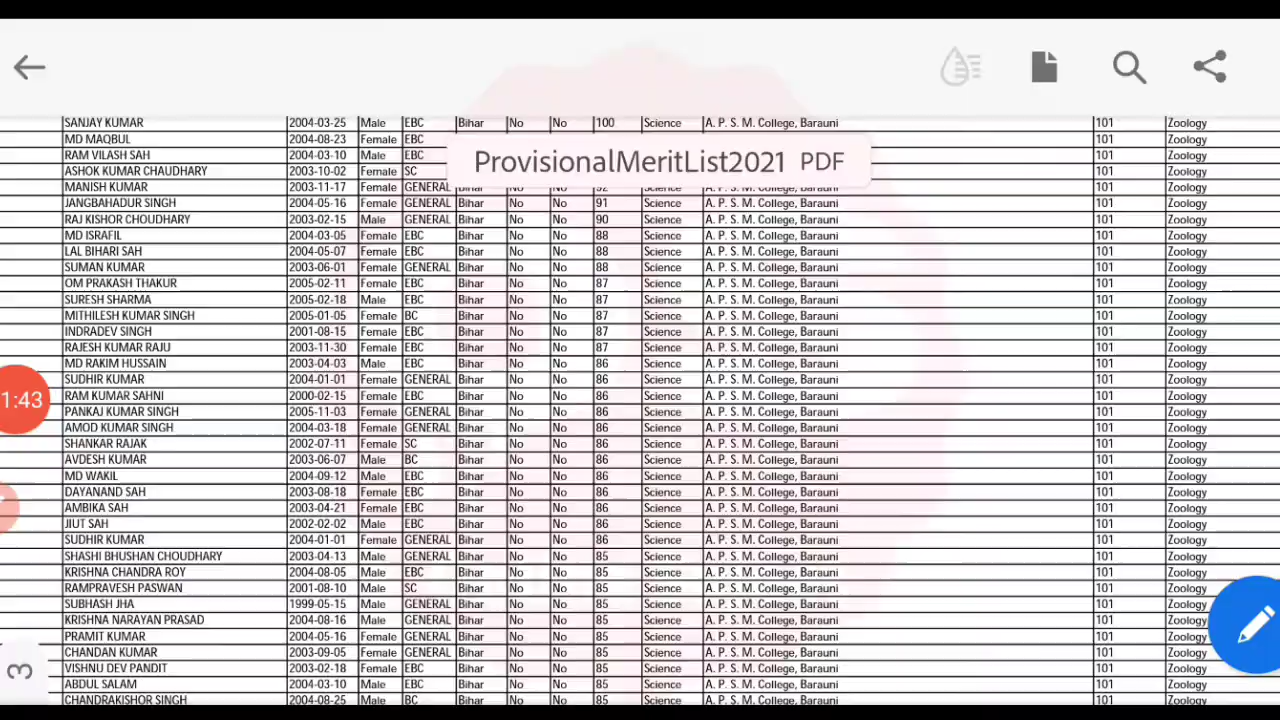 SANJAY KUMAR 2004-03-25 Male EBC Bihar No No 100 Science A. P. S. M. College, Barauni 101 Zoology
MD MAQBUL 2004-08-23 Female EBC 101 Zoology
ProvisionalMeritList2021 PDF
RAM VILASH SAH 2004-03-10 Male EBC 101 Zoology
ASHOK KUMAR CHAUDHARY 2003-10-02 Female SC 101 Zoology
MANISH KUMAR 2003-11-17 Female GENERAL Bihar No No 92 Science A. P. S. M. College, Barauni 101 Zoology
JANGBAHADUR SINGH 2004-05-16 Female GENERAL Bihar No No 91 Science A. P. S. M. College, Barauni 101 Zoology
RAJ KISHOR CHOUDHARY 2003-02-15 Male GENERAL Bihar No No 90 Science A. P. S. M. College, Barauni 101 Zoology
MD ISRAFIL 2004-03-05 Female EBC Bihar No No 88 Science A. P. S. M. College, Barauni 101 Zoology
LAL BIHARI SAH 2004-05-07 Female EBC Bihar No No 88 Science A. P. S. M. College, Barauni 101 Zoology
SUMAN KUMAR 2003-06-01 Female GENERAL Bihar No No 88 Science A. P. S. M. College, Barauni 101 Zoology
OM PRAKASH THAKUR 2005-02-11 Female EBC Bihar No No 87 Science A. P. S. M. College, Barauni 101 Zoology
SURESH SHARMA 2005-02-18 Male EBC Bihar No No 87 Science A. P. S. M. College, Barauni 101 Zoology
MITHILESH KUMAR SINGH 2005-01-05 Female BC Bihar No No 87 Science A. P. S. M. College, Barauni 101 Zoology
INDRADEV SINGH 2001-08-15 Female EBC Bihar No No 87 Science A. P. S. M. College, Barauni 101 Zoology
RAJESH KUMAR RAJU 2003-11-30 Female EBC Bihar No No 87 Science A. P. S. M. College, Barauni 101 Zoology
MD RAKIM HUSSAIN 2003-04-03 Male EBC Bihar No No 86 Science A. P. S. M. College, Barauni 101 Zoology
SUDHIR KUMAR 2004-01-01 Female GENERAL Bihar No No 86 Science A. P. S. M. College, Barauni 101 Zoology
1:43
RAM KUMAR SAHNI 2000-02-15 Female EBC Bihar No No 86 Science A. P. S. M. College, Barauni 101 Zoology
PANKAJ KUMAR SINGH 2005-11-03 Female GENERAL Bihar No No 86 Science A. P. S. M. College, Barauni 101 Zoology
AMOD KUMAR SINGH 2004-03-18 Female GENERAL Bihar No No 86 Science A. P. S. M. College, Barauni 101 Zoology
SHANKAR RAJAK 2002-07-11 Female SC Bihar No No 86 Science A. P. S. M. College, Barauni 101 Zoology
AVDESH KUMAR 2003-06-07 Male BC Bihar No No 86 Science A. P. S. M. College, Barauni 101 Zoology
MD WAKIL 2004-09-12 Male EBC Bihar No No 86 Science A. P. S. M. College, Barauni 101 Zoology
DAYANAND SAH 2003-08-18 Female EBC Bihar No No 86 Science A. P. S. M. College, Barauni 101 Zoology
AMBIKA SAH 2003-04-21 Female EBC Bihar No No 86 Science A. P. S. M. College, Barauni 101 Zoology
JIUT SAH 2002-02-02 Male EBC Bihar No No 86 Science A. P. S. M. College, Barauni 101 Zoology
SUDHIR KUMAR 2004-01-01 Female GENERAL Bihar No No 86 Science A. P. S. M. College, Barauni 101 Zoology
SHASHI BHUSHAN CHOUDHARY 2003-04-13 Male GENERAL Bihar No No 85 Science A. P. S. M. College, Barauni 101 Zoology
KRISHNA CHANDRA ROY 2004-08-05 Male EBC Bihar No No 85 Science A. P. S. M. College, Barauni 101 Zoology
RAMPRAVESH PASWAN 2001-08-10 Male SC Bihar No No 85 Science A. P. S. M. College, Barauni 101 Zoology
SUBHASH JHA 1999-05-15 Male GENERAL Bihar No No 85 Science A. P. S. M. College, Barauni 101 Zoology
KRISHNA NARAYAN PRASAD 2004-08-16 Male GENERAL Bihar No No 85 Science A. P. S. M. College, Barauni 101 Zoology
PRAMIT KUMAR 2004-05-16 Female GENERAL Bihar No No 85 Science A. P. S. M. College, Barauni 101 Zoology
CHANDAN KUMAR 2003-09-05 Female GENERAL Bihar No No 85 Science A. P. S. M. College, Barauni 101 Zoology
3
VISHNU DEV PANDIT 2003-02-18 Female EBC Bihar No No 85 Science A. P. S. M. College, Barauni 101 Zoology
ABDUL SALAM 2004-03-10 Male EBC Bihar No No 85 Science A. P. S. M. College, Barauni 101 Zoology
CHANDRAKISHOR SINGH 2004-08-25 Male BC Bihar No No 85 Science A. P. S. M. College, Barauni 101 Zoology